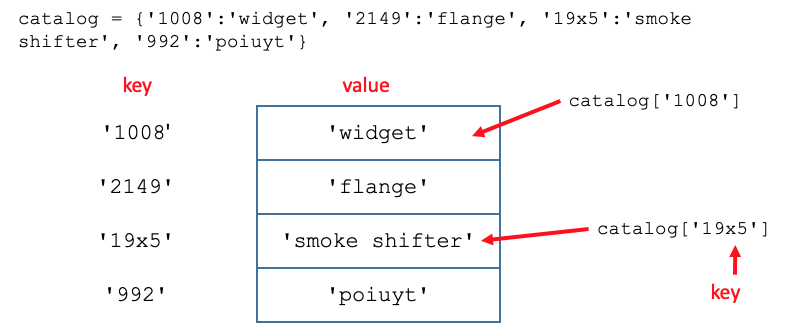 catalog = {'1008':'widget', '2149':'flange', '19x5':'smoke
shifter', '992':'poiuyt'}
key value
catalog['1008']
'1008' 'widget'
'2149' 'flange'
catalog['19x5']
'19x5' 'smoke shifter'
key
'992' 'poiuyt'